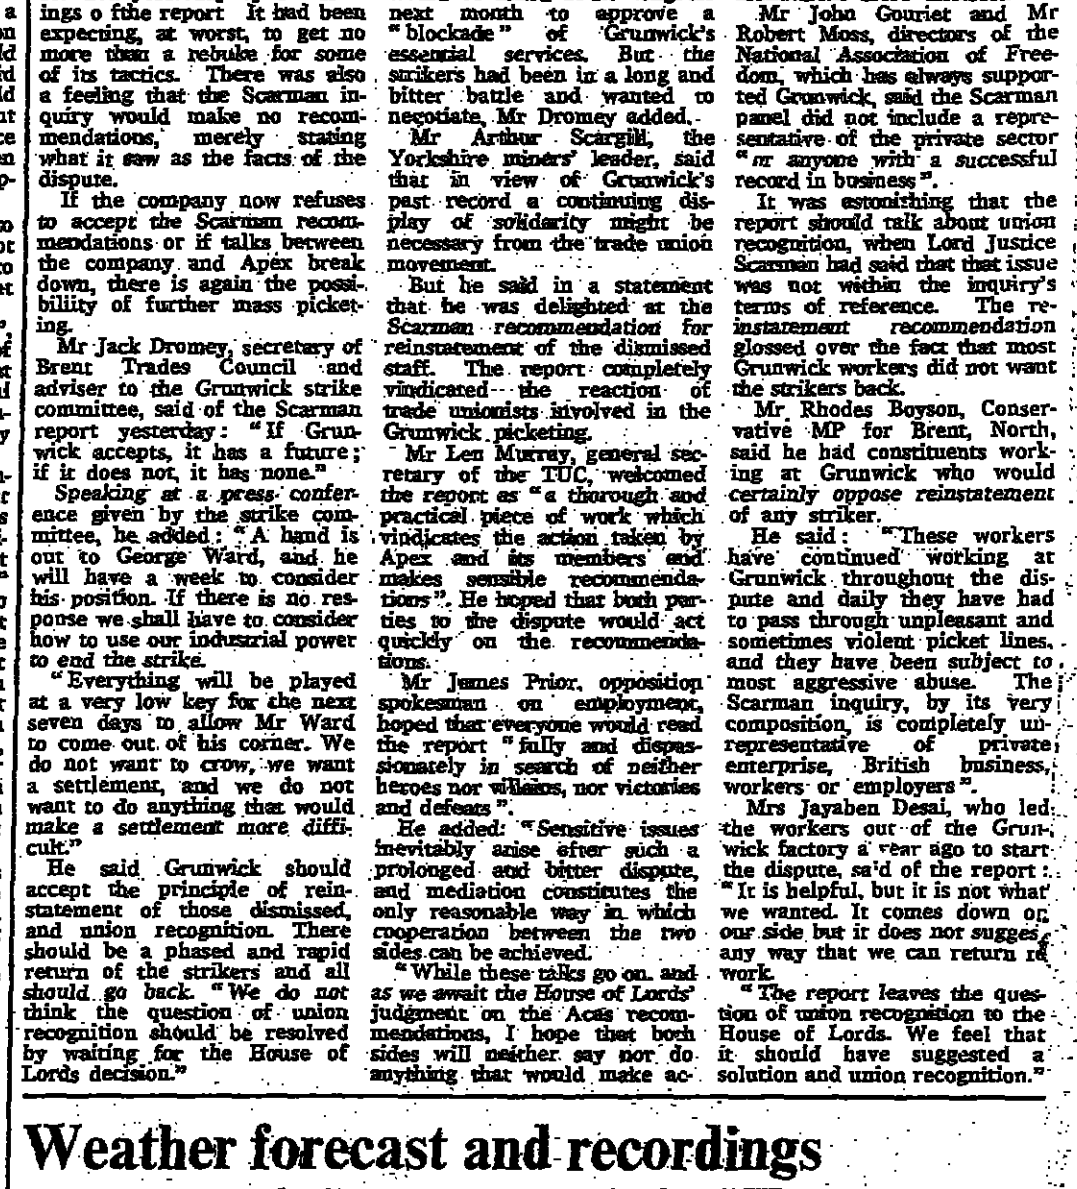 ings o fthe report It had been
expecting, at worst, to get no
more than a rebuke for some
of its tactics. There was also
a feeling that the Scarman in-
quiry would make no recom-
mendations, merely stating
what it saw as the facts of the
dispute.
If the company now refuses
to accept the Scarman recom-
mendations or if talks between
the company and Apex break
down, there is again the possi-
bility of further mass picket-
ing.
Mr Jack Dromey, secretary of
Brent Trades Council and
adviser to the Grunwick strike
committee, said of the Scarman
report yesterday: "If Grun-
wick accepts, it has a future;
if it does not, it has none."
Speaking at a press confer-
ence given by the strike com-
mittee, he added: "A hand is
out to George Ward, and he
will have a week to consider
his position. If there is no res-
ponse we shall have to consider
how to use our industrial power
to end the strike.
"Everything will be played
at a very low key for the next
seven days to allow Mr Ward
to come out of his corner. We
do not want to crow, we want
a settlement, and we do not
want to do anything that would
make a settlement more diffi-
cult."
He said Grunwick should
accept the principle of rein-
statement of those dismissed,
and union recognition. There
should be a phased and rapid
return of the strikers and all
should go back. "We do not
think the question of union
recognition should be resolved
by waiting for the House of
Lords decision."
next month to approve a
"blockade" of Grunwick's
essential services. But the
strikers had been in a long and
bitter battle and wanted to
negotiate, Mr Dromey added.
Mr Arthur Scargill, the
Yorkshire miners' leader, said
that in view of Grunwick's
past record a continuing dis-
play of solidarity might be
necessary from the trade union
movement.
But he said in a statement
that he was delighted at the
Scarman recommendation for
reinstatement of the dismissed
staff. The report completely
vindicated the reaction of
trade unionists involved in the
Grunwick picketing.
Mr Len Murray, general sec-
retary of the TUC, welcomed
the report as "a thorough and
practical piece of work which
vindicates the action taken by
Apex and its members and
makes sensible recommenda-
tions". He hoped that both par-
ties to the dispute would act
quickly on the recommenda-
tions.
Mr James Prior, opposition
spokesman on employment,
hoped that everyone would read
the report "fully and dispas-
sionately in search of neither
heroes nor villains, nor victories
and defeats".
He added: "Sensitive issues
inevitably arise after such a
prolonged and bitter dispute,
and mediation constitutes the
only reasonable way in which
cooperation between the two
sides can be achieved.
"While these talks go on and
as we await the House of Lords'
judgment on the Acas recom-
mendations, I hope that both
sides will neither say nor do
anything that would make ac-
Mr John Gouriet and Mr
Robert Moss, directors of the
National Association of Free-
dom, which has always suppor-
ted Grunwick, said the Scarman
panel did not include a repre-
sentative of the private sector
"or anyone with a successful
record in business".
It was astonishing that the
report should talk about union
recognition, when Lord Justice
Scarman had said that that issue
was not within the inquiry's
terms of reference. The re-
instatement recommendation
glossed over the fact that most
Grunwick workers did not want
the strikers back.
Mr Rhodes Boyson, Conser-
vative MP for Brent, North,
said he had constituents work-
ing at Grunwick who would
certainly oppose reinstatement
of any striker.
He said: "These workers
have continued working at
Grunwick throughout the dis-
pute and daily they have had
to pass through unpleasant and
sometimes violent picket lines,
and they have been subject to
most aggressive abuse. The
Scarman inquiry, by its very
composition, is completely un-
representative of private
enterprise, British business,
workers or employers".
Mrs Jayaben Desai, who led
the workers out of the Grun-
wick factory a year ago to start
the dispute, sa'd of the report:
"It is helpful, but it is not what
we wanted. It comes down on
our side but it does not suggest
any way that we can return to
work.
"The report leaves the ques-
tion of union recognition to the
House of Lords. We feel that
it should have suggested a
solution and union recognition."
Weather forecast and recordings